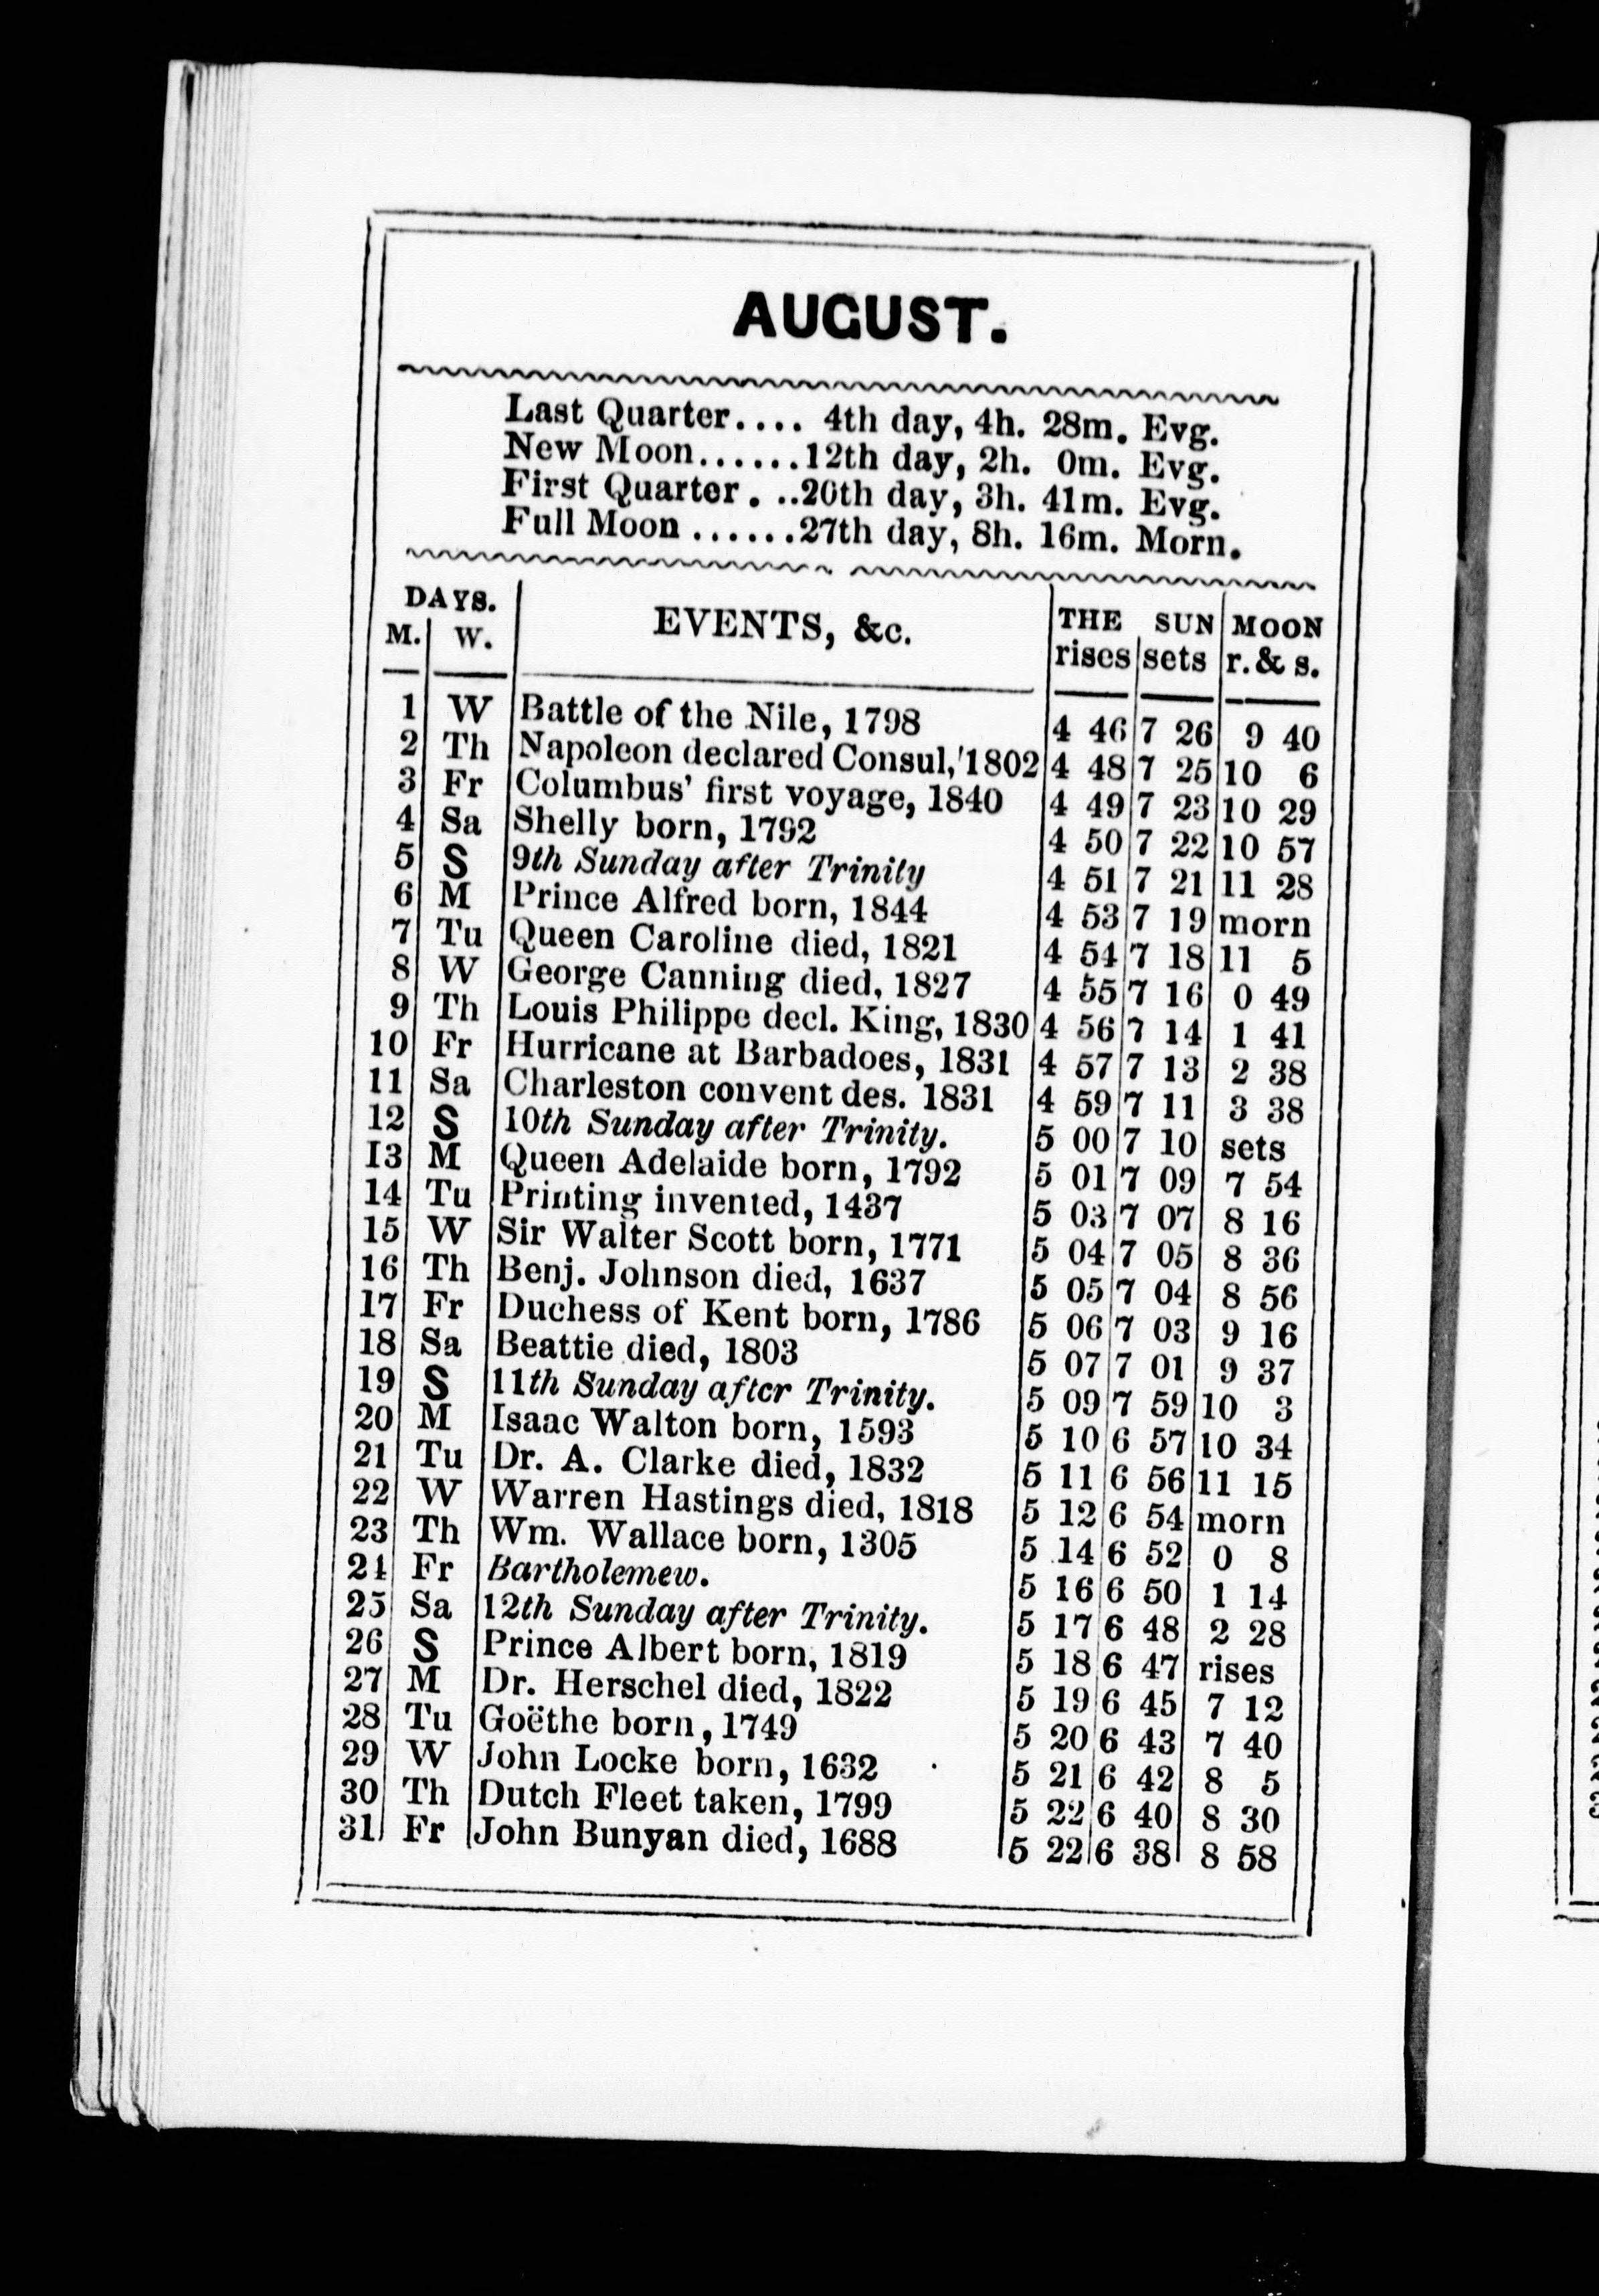 AUGUST.
Last Quarter.... 4th day, 4h. 28m. Evg.
New Moon......12th day, 2h. 0m. Evg.
First Quarter. ..20th day, 3h. 41m. Evg.
Full Moon ......27th day, 8h. 16m. Morn.
DAYS. EVENTS, &c. THE SUN MOON
M. W. rises sets r. & s.
1 W Battle of the Nile, 1798 4 46 7 26 9 40
2 Th Napoleon declared Consul, 1802 4 48 7 25 10 6
3 Fr Columbus' first voyage, 1840 4 49 7 23 10 29
4 Sa Shelly born, 1792 4 50 7 22 10 57
5 S 9th Sunday after Trinity 4 51 7 21 11 28
6 M Prince Alfred born, 1844 4 53 7 19 morn
7 Tu Queen Caroline died, 1821 4 54 7 18 11 5
8 W George Canning died, 1827 4 55 7 16 0 49
9 Th Louis Philippe decl. King, 1830 4 56 7 14 1 41
10 Fr Hurricane at Barbadoes, 1831 4 57 7 13 2 38
11 Sa Charleston convent des. 1831 4 59 7 11 3 38
12 S 10th Sunday after Trinity. 5 00 7 10 sets
13 M Queen Adelaide born, 1792 5 01 7 09 7 54
14 Tu Printing invented, 1437 5 03 7 07 8 16
15 W Sir Walter Scott born, 1771 5 04 7 05 8 36
16 Th Benj. Johnson died, 1637 5 05 7 04 8 56
17 Fr Duchess of Kent born, 1786 5 06 7 03 9 16
18 Sa Beattie died, 1803 5 07 7 01 9 37
19 S 11th Sunday after Trinity. 5 09 7 59 10 3
20 M Isaac Walton born, 1593 5 10 6 57 10 34
21 Tu Dr. A. Clarke died, 1832 5 11 6 56 11 15
22 W Warren Hastings died, 1818 5 12 6 54 morn
23 Th Wm. Wallace born, 1305 5 14 6 52 0 8
24 Fr Bartholemew. 5 16 6 50 1 14
25 Sa 12th Sunday after Trinity. 5 17 6 48 2 28
26 S Prince Albert born, 1819 5 18 6 47 rises
27 M Dr. Herschel died, 1822 5 19 6 45 7 12
28 Tu Goëthe born, 1749 5 20 6 43 7 40
29 W John Locke born, 1632 5 21 6 42 8 5
30 Th Dutch Fleet taken, 1799 5 22 6 40 8 30
31 Fr John Bunyan died, 1688 5 22 6 38 8 58